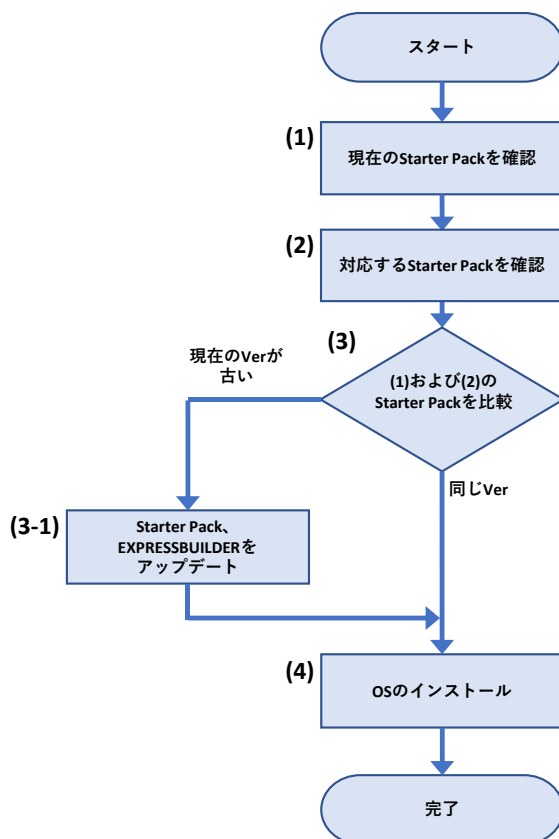 スタート
(1)
現在のStarter Packを確認
(2)
対応するStarter Packを確認
(3)
(1)および(2)の
Starter Packを比較
現在のVerが
古い
同じVer
(3-1)
Starter Pack、
EXPRESSBUILDERを
アップデート
(4)
OSのインストール
完了